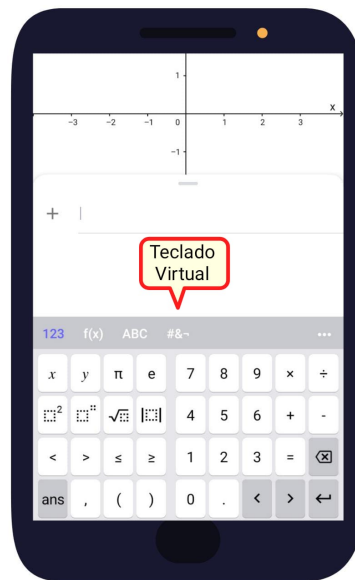 1
x
-3 -2 -1 0 1 2 3
-1
+
Teclado
Virtual
123 f(x) ABC #&¬ ...
x y π e 7 8 9 × ÷
² √ | | 4 5 6 + -
< > ≤ ≥ 1 2 3 =
ans , ( ) 0 . < >